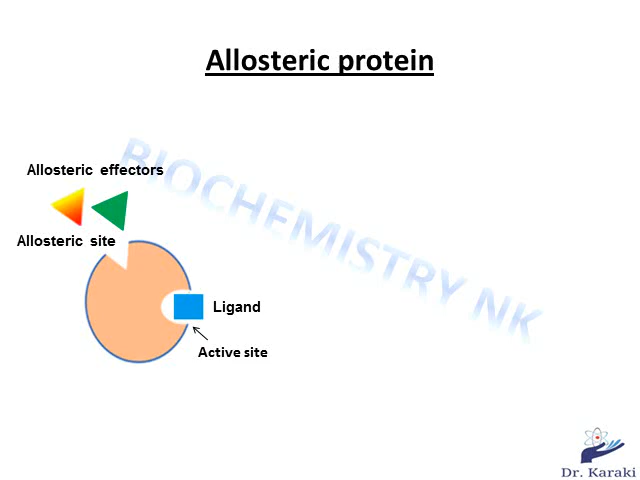 Allosteric protein
BIOCHEMISTRY NK
Allosteric effectors
Allosteric site
Ligand
Active site
Dr. Karaki